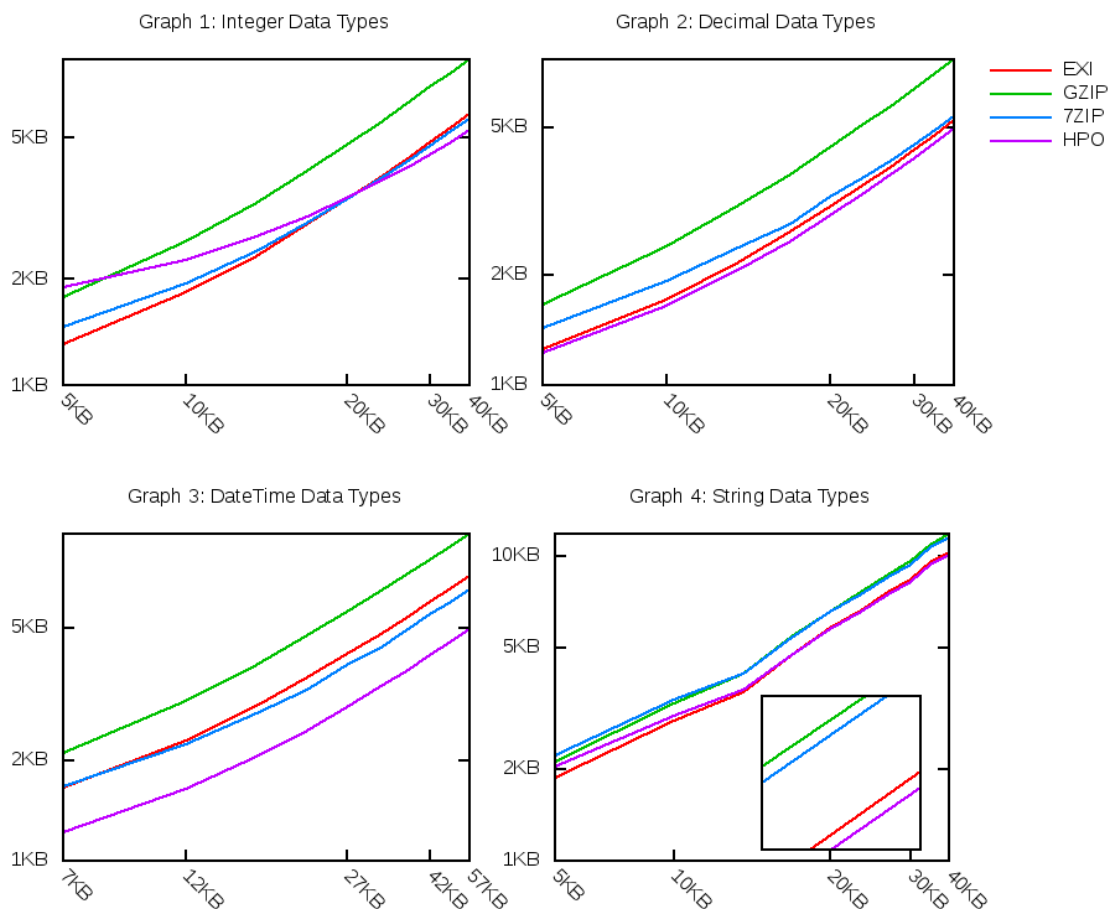 Graph 1: Integer Data Types
5KB
2KB
1KB
5KB
10KB
20KB
30KB
40KB
Graph 2: Decimal Data Types
5KB
2KB
1KB
5KB
10KB
20KB
30KB
40KB
EXI
GZIP
7ZIP
HPO
Graph 3: DateTime Data Types
5KB
2KB
1KB
7KB
12KB
27KB
42KB
57KB
Graph 4: String Data Types
10KB
5KB
2KB
1KB
5KB
10KB
20KB
30KB
40KB